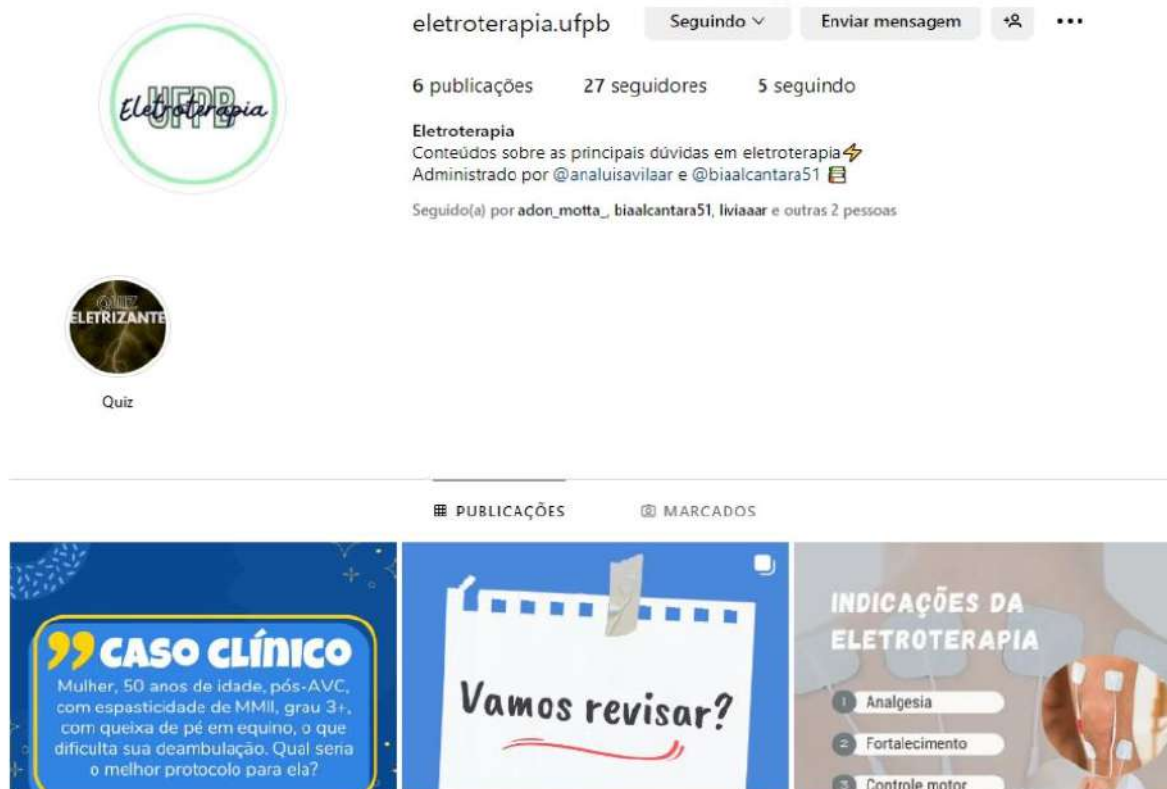 UFPB
Eletroterapia
eletroterapia.ufpb Seguindo Enviar mensagem
6 publicações 27 seguidores 5 seguindo
Eletroterapia
Conteúdos sobre as principais dúvidas em eletroterapia⚡
Administrado por @analuisavilaar e @biaalcantara51
Seguido(a) por adon_motta_, biaalcantara51, liviaaar e outras 2 pessoas
QUIZ
ELETRIZANTE
Quiz
PUBLICAÇÕES MARCADOS
CASO CLÍNICO
Mulher, 50 anos de idade, pós-AVC,
com espasticidade de MMII, grau 3+,
com queixa de pé em equino, o que
dificulta sua deambulação. Qual seria
o melhor protocolo para ela?
Vamos revisar?
INDICAÇÕES DA
ELETROTERAPIA
1 Analgesia
2 Fortalecimento
3 Controle motor